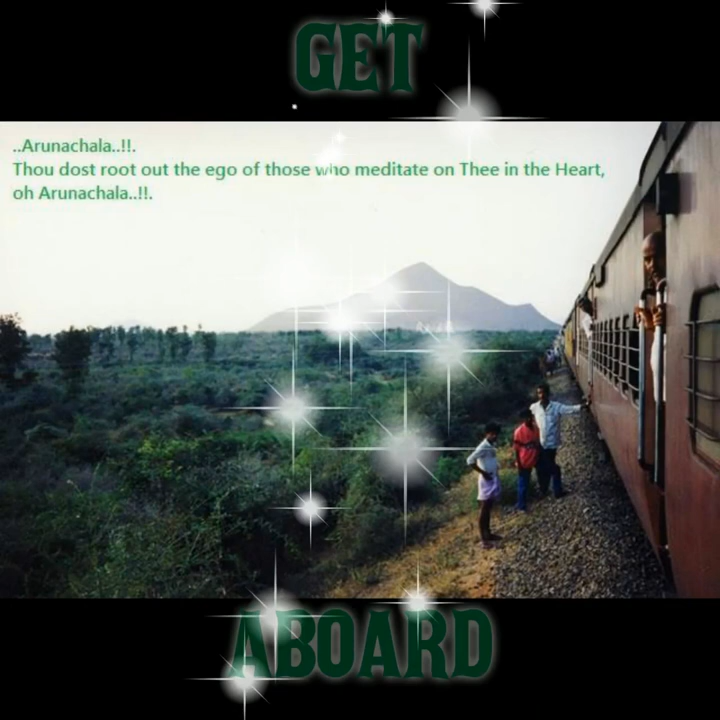 GET
..Arunachala..!!.
Thou dost root out the ego of those who meditate on Thee in the Heart,
oh Arunachala..!!.
ABOARD